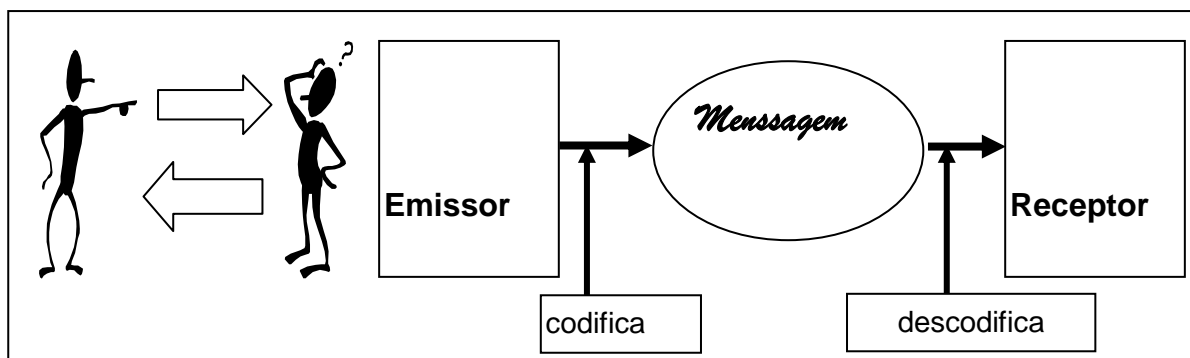 ?
Menssagem
Emissor
Receptor
codifica
descodifica